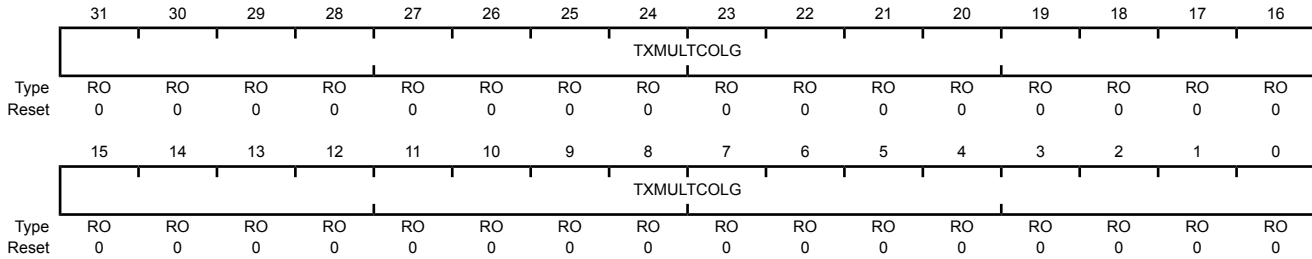 31 30 29 28 27 26 25 24 23 22 21 20 19 18 17 16
TXMULTCOLG
Type RO RO RO RO RO RO RO RO RO RO RO RO RO RO RO RO
Reset 0 0 0 0 0 0 0 0 0 0 0 0 0 0 0 0
15 14 13 12 11 10 9 8 7 6 5 4 3 2 1 0
TXMULTCOLG
Type RO RO RO RO RO RO RO RO RO RO RO RO RO RO RO RO
Reset 0 0 0 0 0 0 0 0 0 0 0 0 0 0 0 0